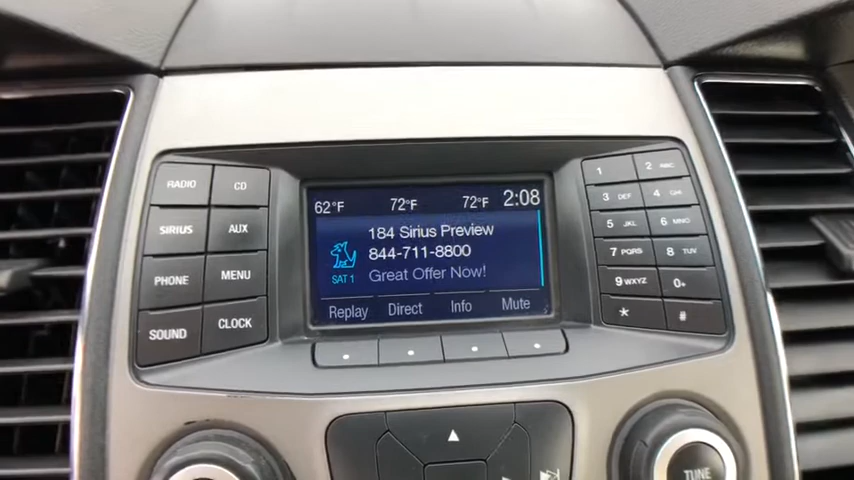 62°F 72°F 72°F 2:08
184 Sirius Preview
844-711-8800
Great Offer Now!
SAT 1
Replay Direct Info Mute
RADIO CD
SIRIUS AUX
PHONE MENU
SOUND CLOCK
1 2 ABC
3 DEF 4 GHI
5 JKL 6 MNO
7 PQRS 8 TUV
9 WXYZ 0 +
* #
TUNE